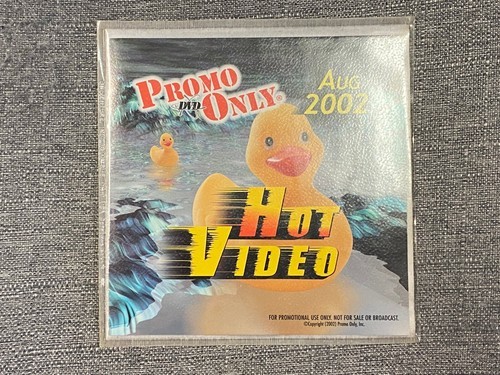 PROMO
DVD ONLY
AUG
2002
HOT
VIDEO
FOR PROMOTIONAL USE ONLY. NOT FOR SALE OR BROADCAST.
©Copyright (2002) Promo Only, Inc.